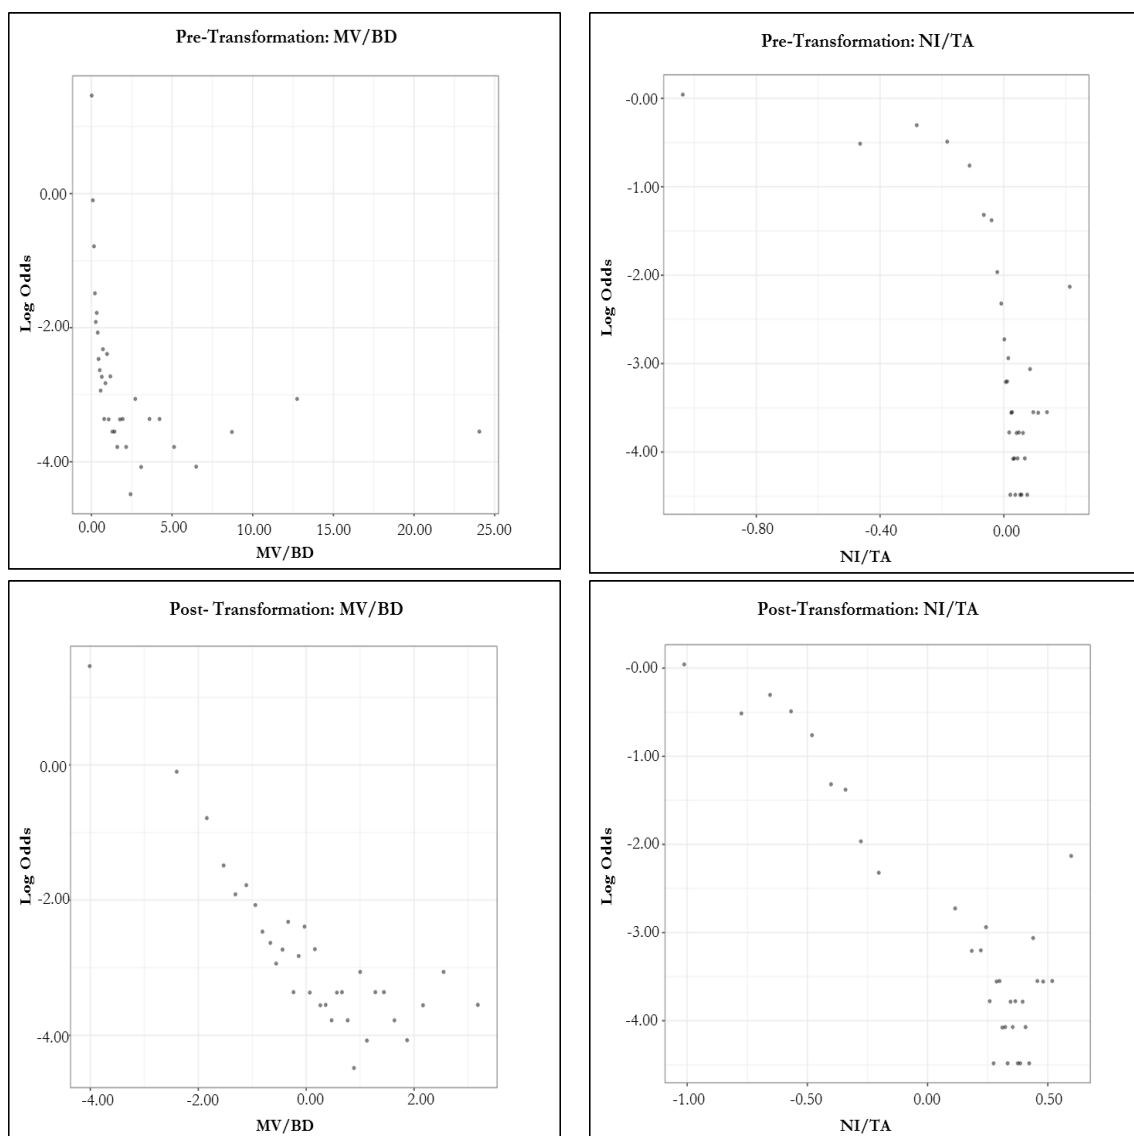 Pre-Transformation: MV/BD
0.00
-2.00
-4.00
Log Odds
0.00 5.00 10.00 15.00 20.00 25.00
MV/BD
Pre-Transformation: NI/TA
-0.00
-1.00
-2.00
-3.00
-4.00
Log Odds
-0.80 -0.40 0.00
NI/TA
Post- Transformation: MV/BD
0.00
-2.00
-4.00
Log Odds
-4.00 -2.00 0.00 2.00
MV/BD
Post-Transformation: NI/TA
-0.00
-1.00
-2.00
-3.00
-4.00
Log Odds
-1.00 -0.50 0.00 0.50
NI/TA